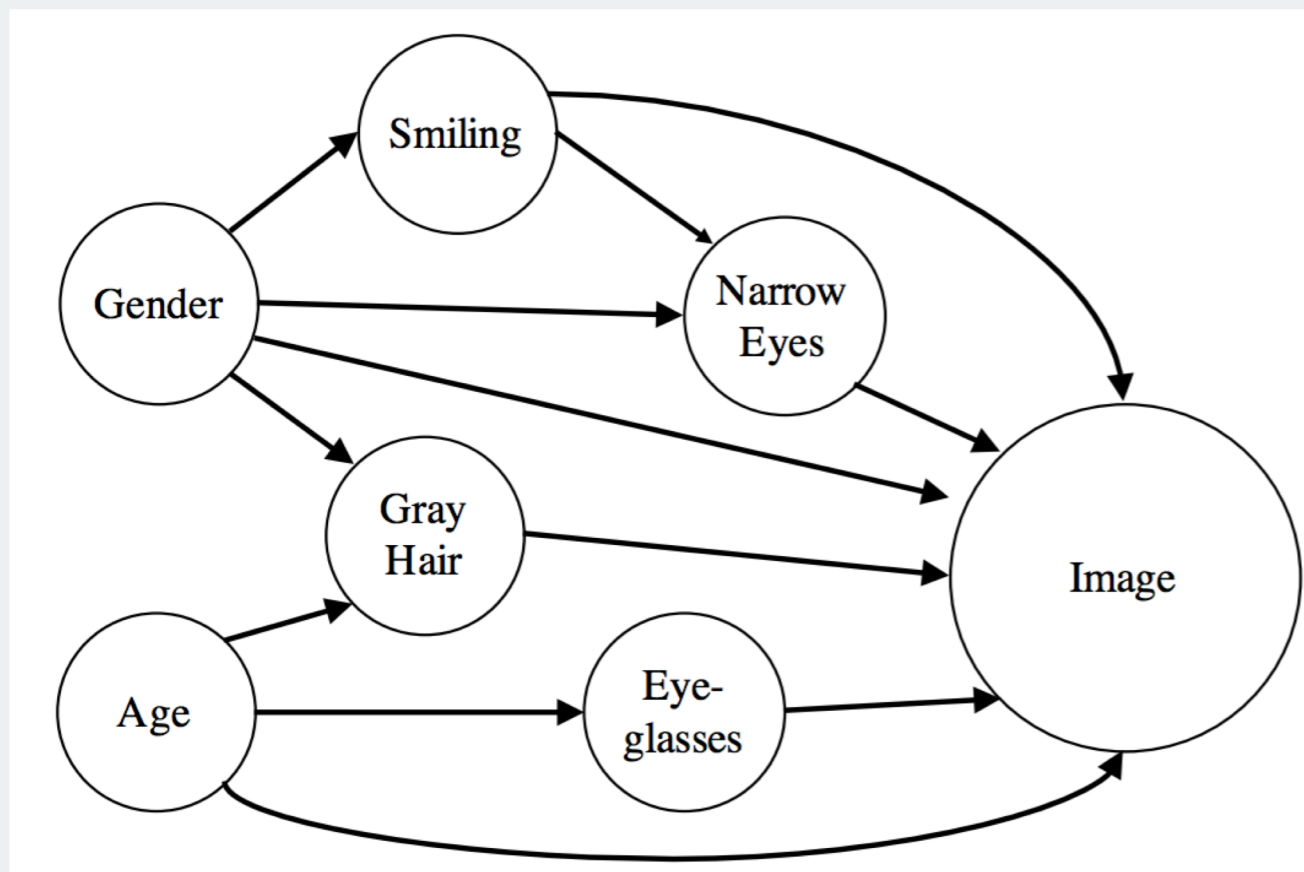 Smiling
Gender
Narrow
Eyes
Gray
Hair
Image
Age
Eye-
glasses